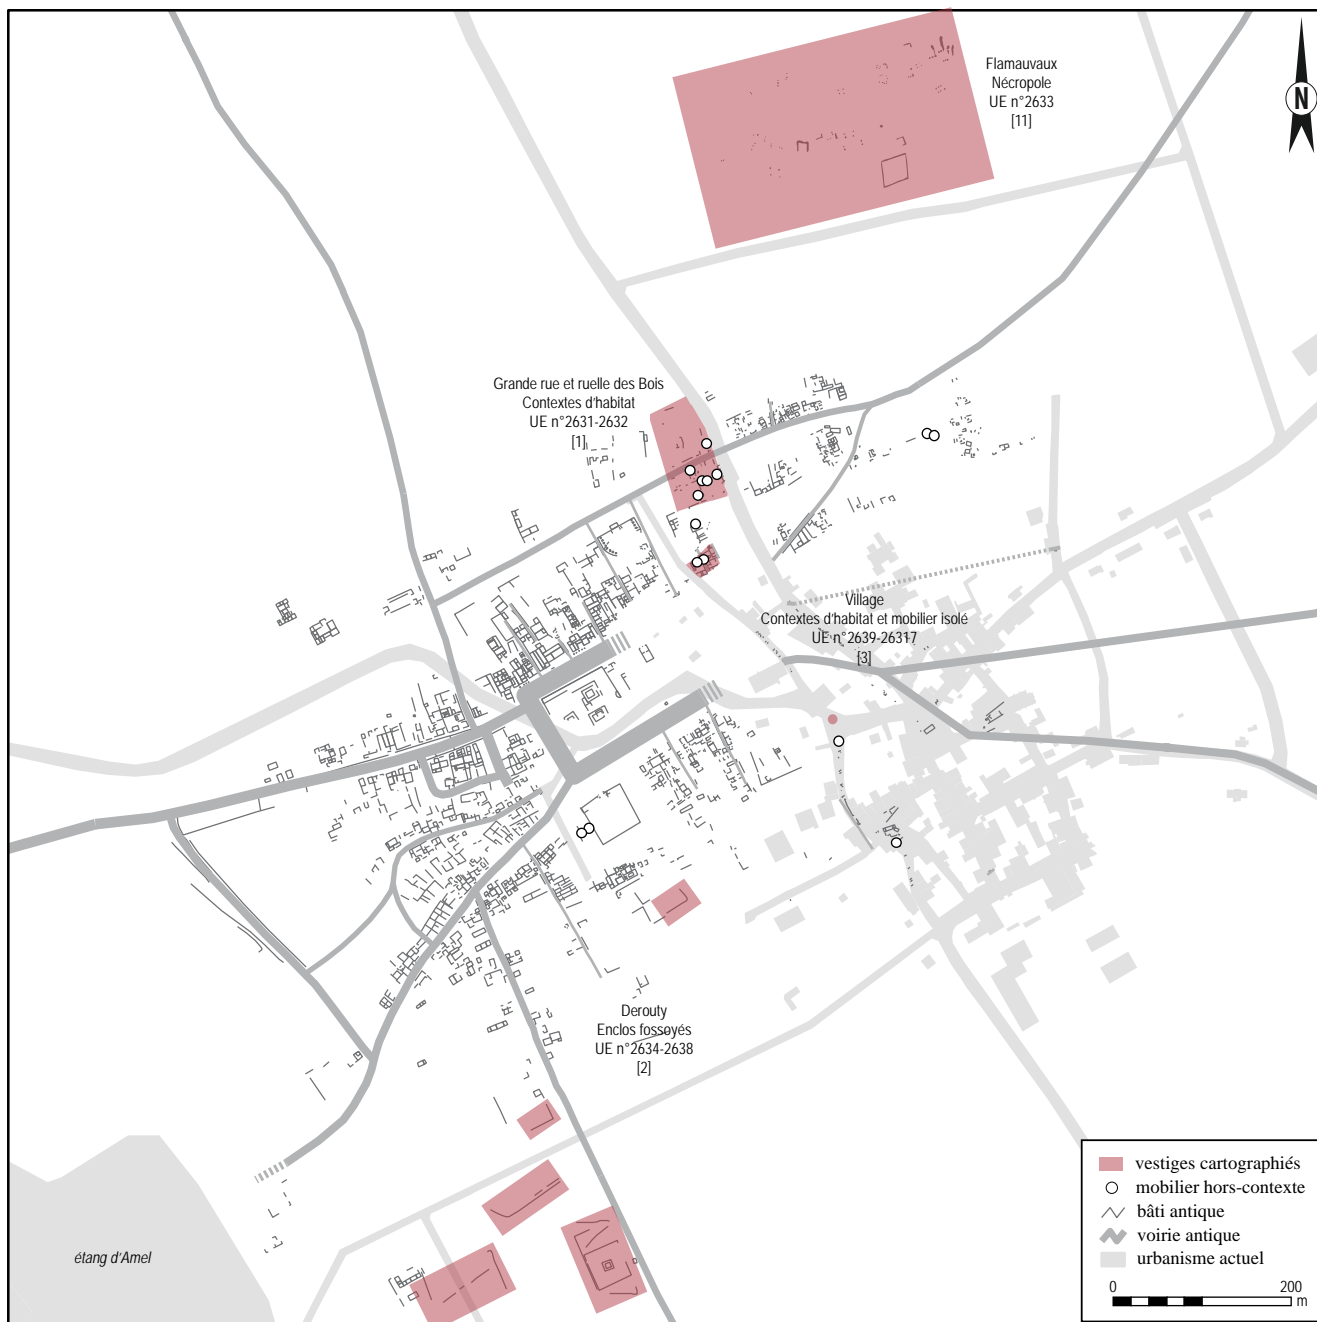 Flamauvaux
Nécropole
UE n°2633
[11]
N
Grande rue et ruelle des Bois
Contextes d'habitat
UE n°2631-2632
[1]
Village
Contextes d'habitat et mobilier isolé
UE n°2639-26317
[3]
Derouty
Enclos fossoyés
UE n°2634-2638
[2]
étang d'Amel
vestiges cartographiés
mobilier hors-contexte
bâti antique
voirie antique
urbanisme actuel
0 200
m